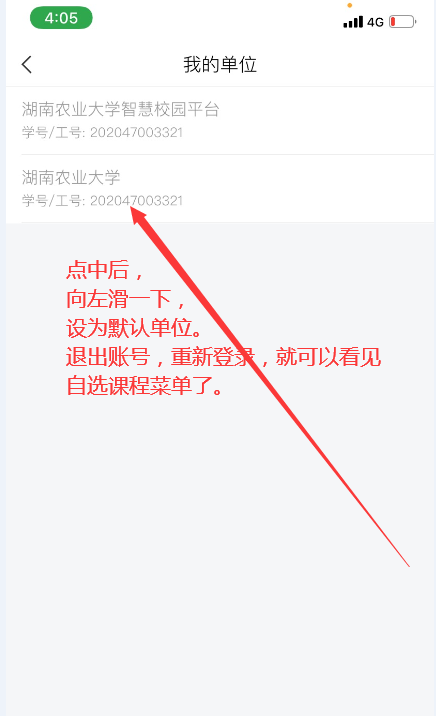 4:05
4G
我的单位
湖南农业大学智慧校园平台
学号/工号: 202047003321
湖南农业大学
学号/工号: 202047003321
点中后，
向左滑一下，
设为默认单位。
退出账号，重新登录，就可以看见
自选课程菜单了。